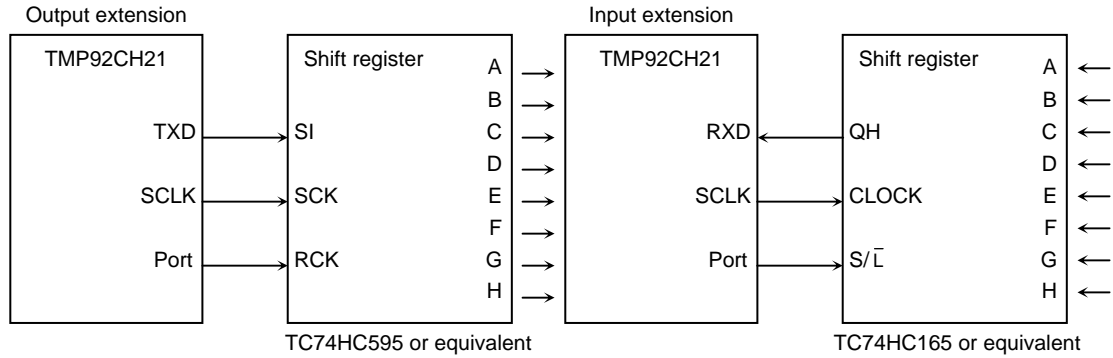 Output extension
TMP92CH21
TXD
SCLK
Port
Shift register
SI
SCK
RCK
A
B
C
D
E
F
G
H
TC74HC595 or equivalent
Input extension
TMP92CH21
RXD
SCLK
Port
Shift register
QH
CLOCK
S/L̅
A
B
C
D
E
F
G
H
TC74HC165 or equivalent